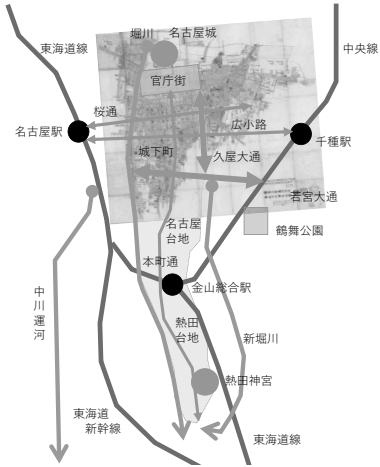 堀川
名古屋城
東海道線
中央線
官庁街
桜通
広小路
名古屋駅
千種駅
城下町
久屋大通
若宮大通
名古屋
台地
鶴舞公園
本町通
金山総合駅
中川運河
熱田
台地
新堀川
熱田神宮
東海道
新幹線
東海道線